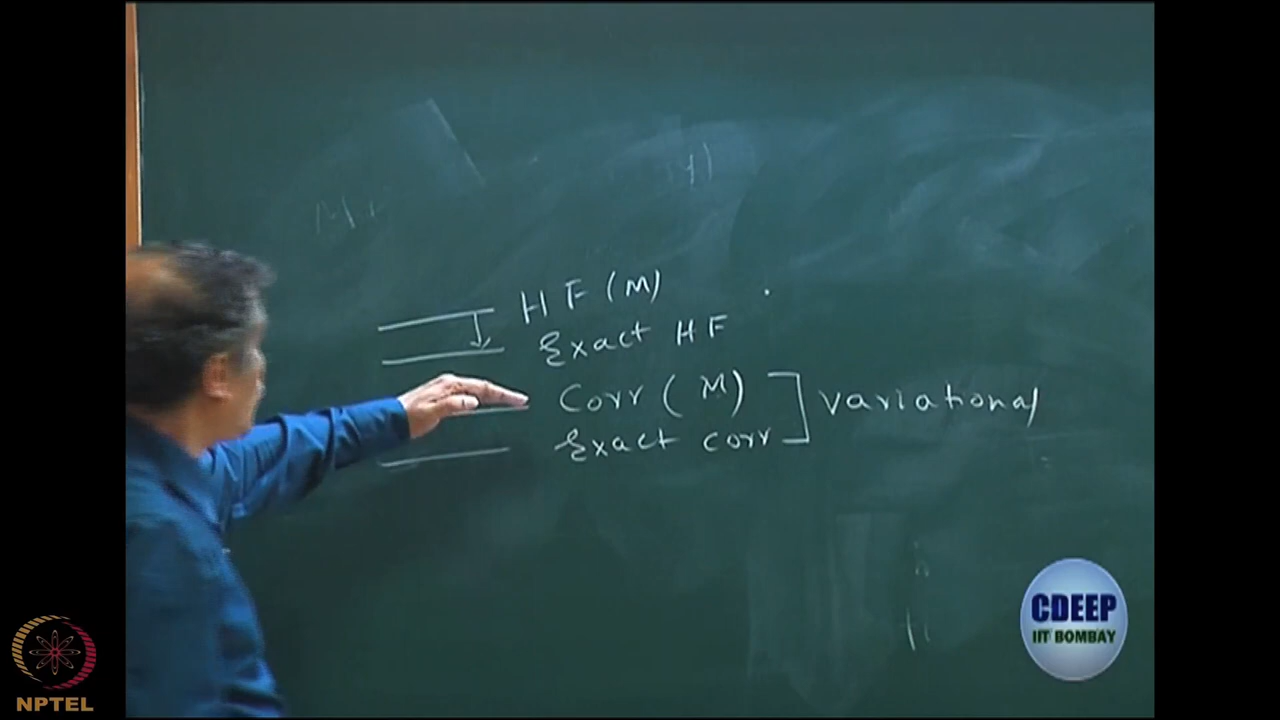 HF (M)
Exact HF
Corr (M)
Exact corr
variational
CDEEP
IIT BOMBAY
NPTEL